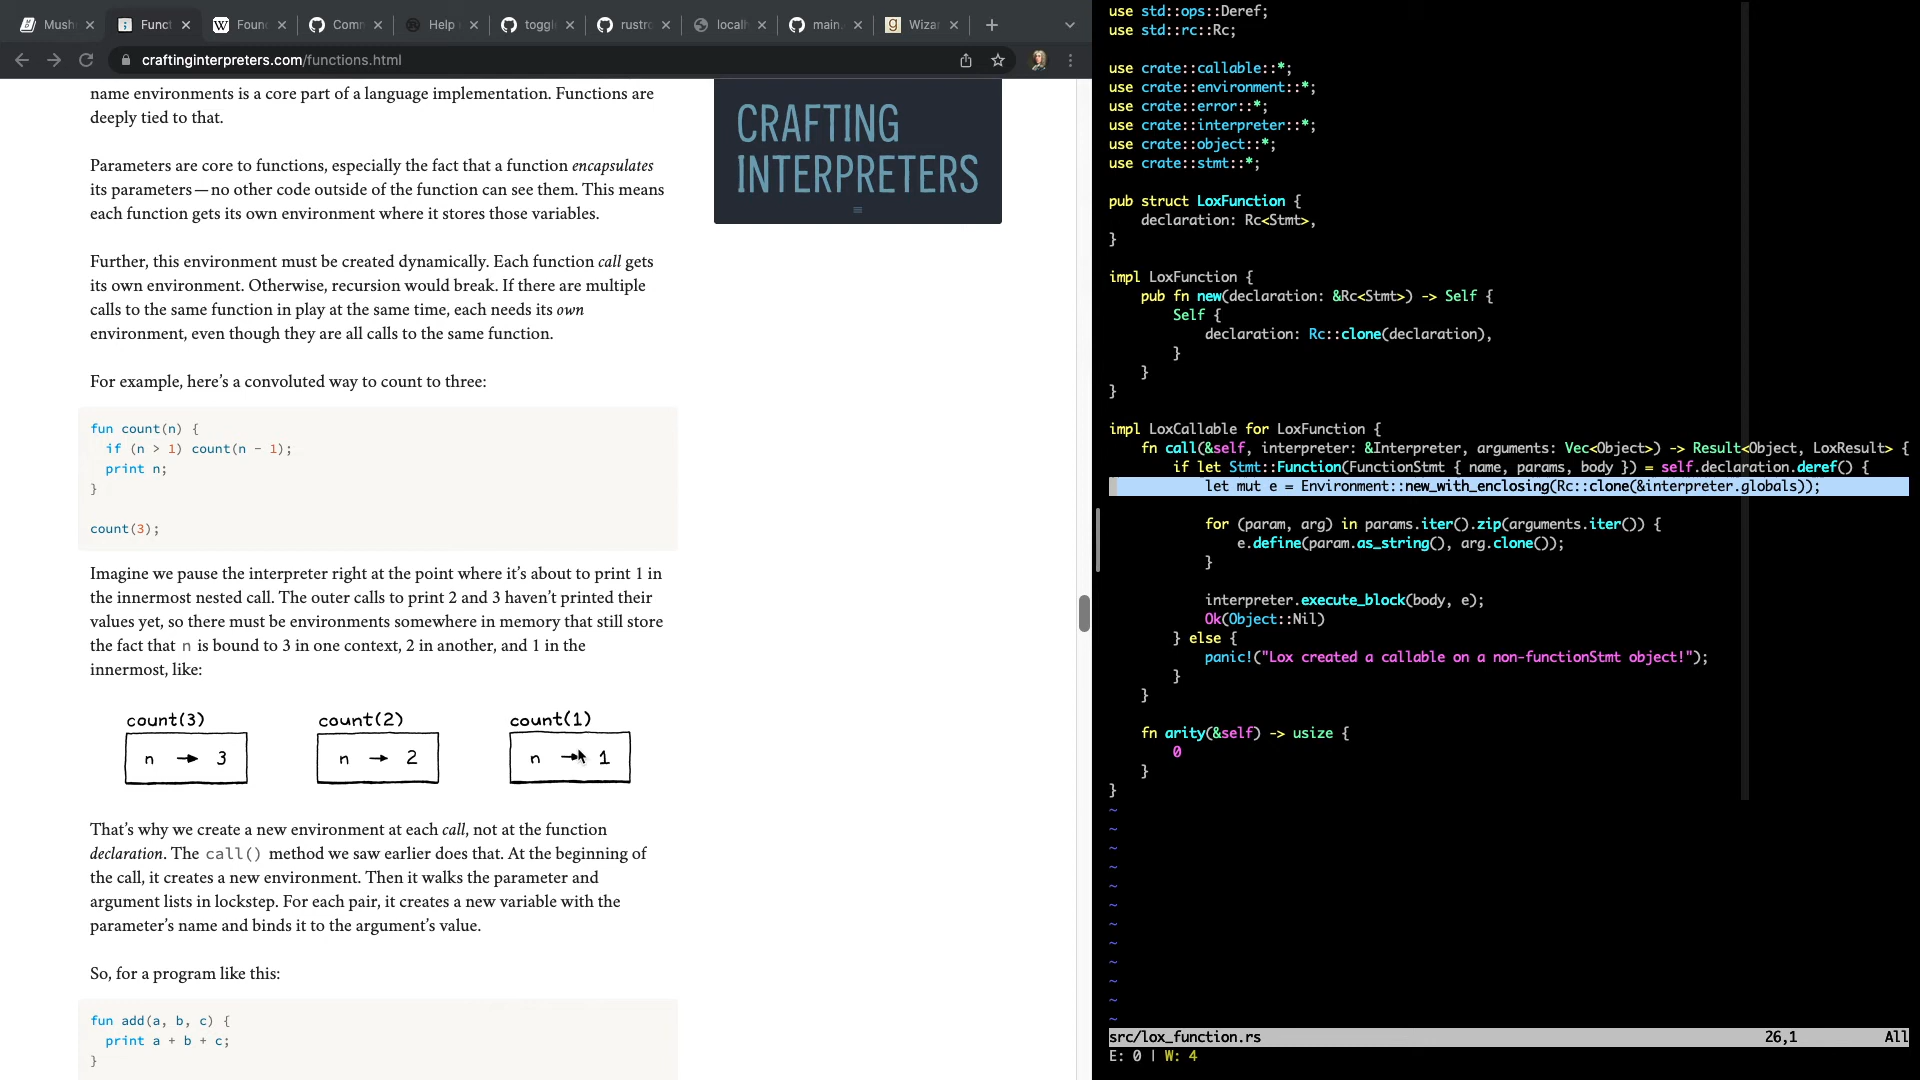 Mush
Funct
Foun
Comm
Help
toggl
rustr
localh
main.
Wiza
craftinginterpreters.com/functions.html
name environments is a core part of a language implementation. Functions are
deeply tied to that.
Parameters are core to functions, especially the fact that a function encapsulates
its parameters—no other code outside of the function can see them. This means
each function gets its own environment where it stores those variables.
Further, this environment must be created dynamically. Each function call gets
its own environment. Otherwise, recursion would break. If there are multiple
calls to the same function in play at the same time, each needs its own
environment, even though they are all calls to the same function.
For example, here’s a convoluted way to count to three:
fun count(n) {
  if (n > 1) count(n - 1);
  print n;
}
count(3);
Imagine we pause the interpreter right at the point where it’s about to print 1 in
the innermost nested call. The outer calls to print 2 and 3 haven’t printed their
values yet, so there must be environments somewhere in memory that still store
the fact that n is bound to 3 in one context, 2 in another, and 1 in the
innermost, like:
count(3) count(2) count(1)
n → 3 n → 2 n → 1
That’s why we create a new environment at each call, not at the function
declaration. The call() method we saw earlier does that. At the beginning of
the call, it creates a new environment. Then it walks the parameter and
argument lists in lockstep. For each pair, it creates a new variable with the
parameter’s name and binds it to the argument’s value.
So, for a program like this:
fun add(a, b, c) {
  print a + b + c;
}
CRAFTING
INTERPRETERS
use std::ops::Deref;
use std::rc::Rc;
use crate::callable::*;
use crate::environment::*;
use crate::error::*;
use crate::interpreter::*;
use crate::object::*;
use crate::stmt::*;
pub struct LoxFunction {
    declaration: Rc<Stmt>,
}
impl LoxFunction {
    pub fn new(declaration: &Rc<Stmt>) -> Self {
        Self {
            declaration: Rc::clone(declaration),
        }
    }
}
impl LoxCallable for LoxFunction {
    fn call(&self, interpreter: &Interpreter, arguments: Vec<Object>) -> Result<Object, LoxResult> {
        if let Stmt::Function(FunctionStmt { name, params, body }) = self.declaration.deref() {
            let mut e = Environment::new_with_enclosing(Rc::clone(&interpreter.globals));
            for (param, arg) in params.iter().zip(arguments.iter()) {
                e.define(param.as_string(), arg.clone());
            }
            interpreter.execute_block(body, e);
            Ok(Object::Nil)
        } else {
            panic!("Lox created a callable on a non-functionStmt object!");
        }
    }
    fn arity(&self) -> usize {
        0
    }
}
~
~
~
~
~
~
~
~
~
~
~
~
src/lox_function.rs 26,1 All
E: 0 | W: 4